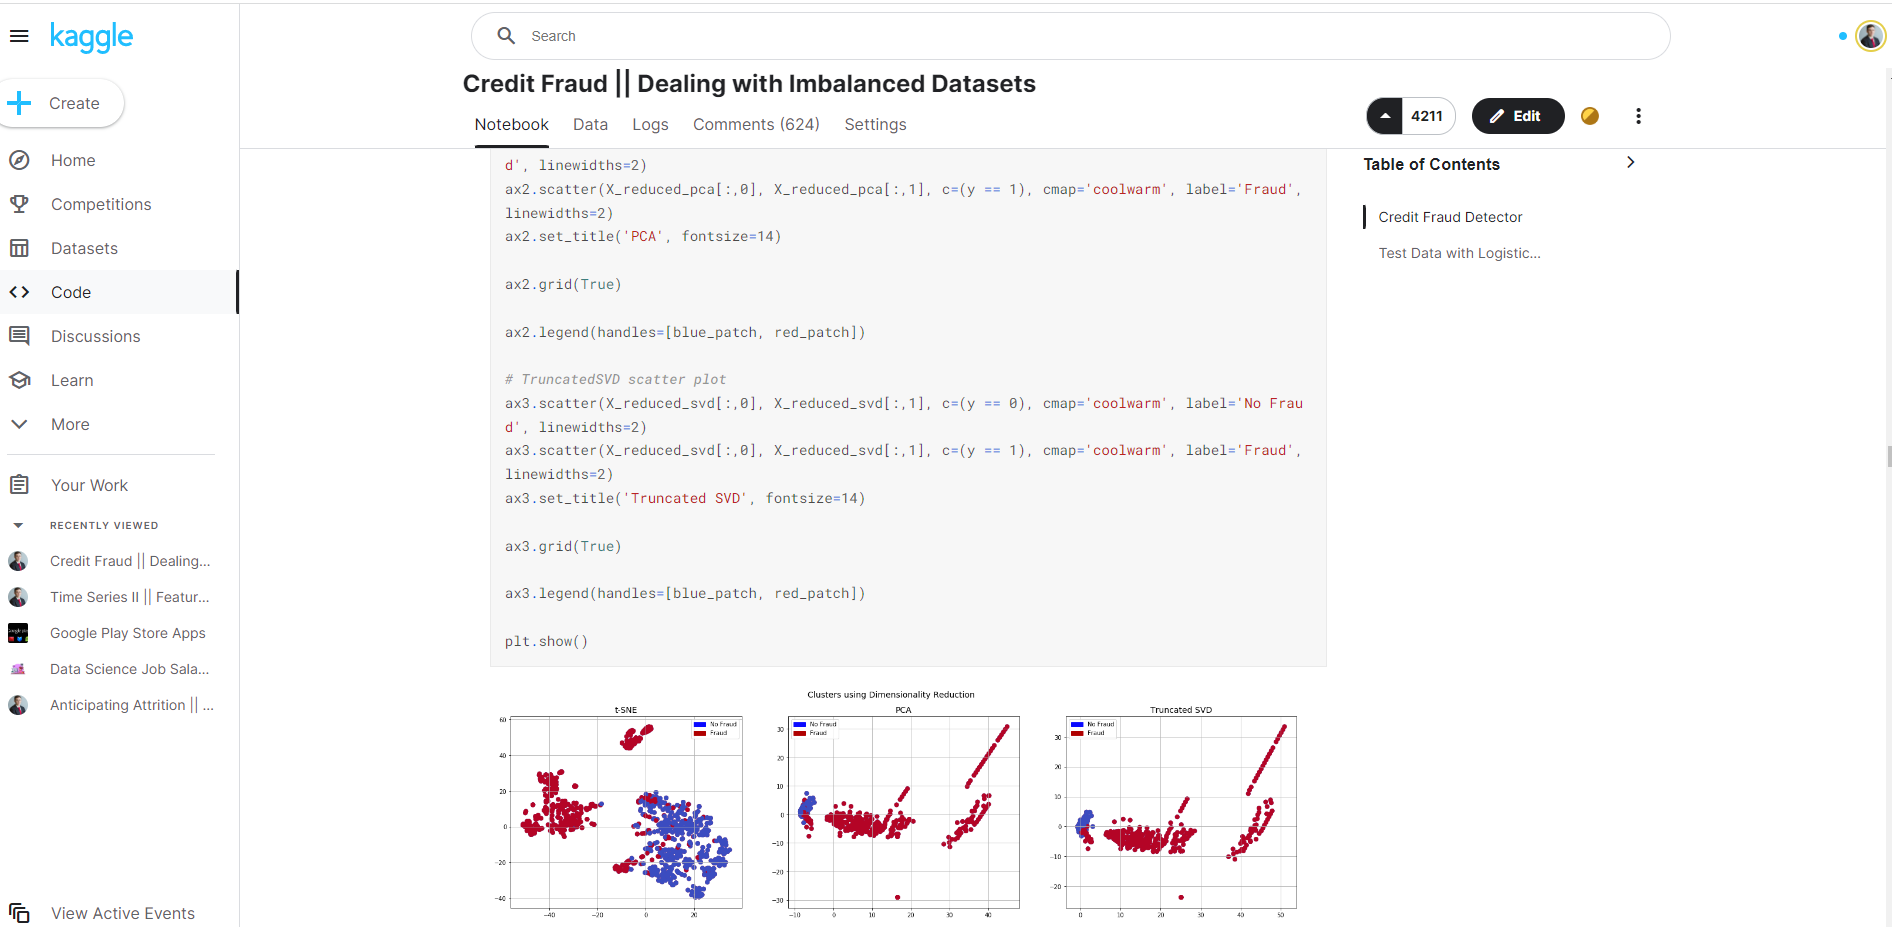 kaggle
Search
Create
Home
Competitions
Datasets
Code
Discussions
Learn
More
Your Work
RECENTLY VIEWED
Credit Fraud || Dealing...
Time Series II || Featur...
Google Play Store Apps
Data Science Job Sala...
Anticipating Attrition || ...
View Active Events
Credit Fraud || Dealing with Imbalanced Datasets
Notebook Data Logs Comments (624) Settings
4211 Edit
d', linewidths=2)
ax2.scatter(X_reduced_pca[:,0], X_reduced_pca[:,1], c=(y == 1), cmap='coolwarm', label='Fraud',
linewidths=2)
ax2.set_title('PCA', fontsize=14)
ax2.grid(True)
ax2.legend(handles=[blue_patch, red_patch])
# TruncatedSVD scatter plot
ax3.scatter(X_reduced_svd[:,0], X_reduced_svd[:,1], c=(y == 0), cmap='coolwarm', label='No Frau
d', linewidths=2)
ax3.scatter(X_reduced_svd[:,0], X_reduced_svd[:,1], c=(y == 1), cmap='coolwarm', label='Fraud',
linewidths=2)
ax3.set_title('Truncated SVD', fontsize=14)
ax3.grid(True)
ax3.legend(handles=[blue_patch, red_patch])
plt.show()
Clusters using Dimensionality Reduction
t-SNE
No Fraud
Fraud
60
40
20
0
−20
−40
−40 −20 0 20
PCA
No Fraud
Fraud
30
20
10
0
−10
−20
−30
−10 0 10 20 30 40
Truncated SVD
No Fraud
Fraud
30
20
10
0
−10
−20
0 10 20 30 40 50
Table of Contents
Credit Fraud Detector
Test Data with Logistic...